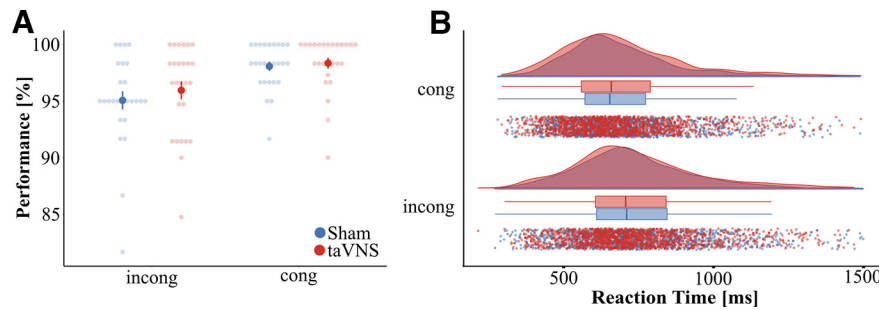 A
Performance [%]
100
95
90
85
Sham
taVNS
incong
cong
B
cong
incong
500
1000
1500
Reaction Time [ms]